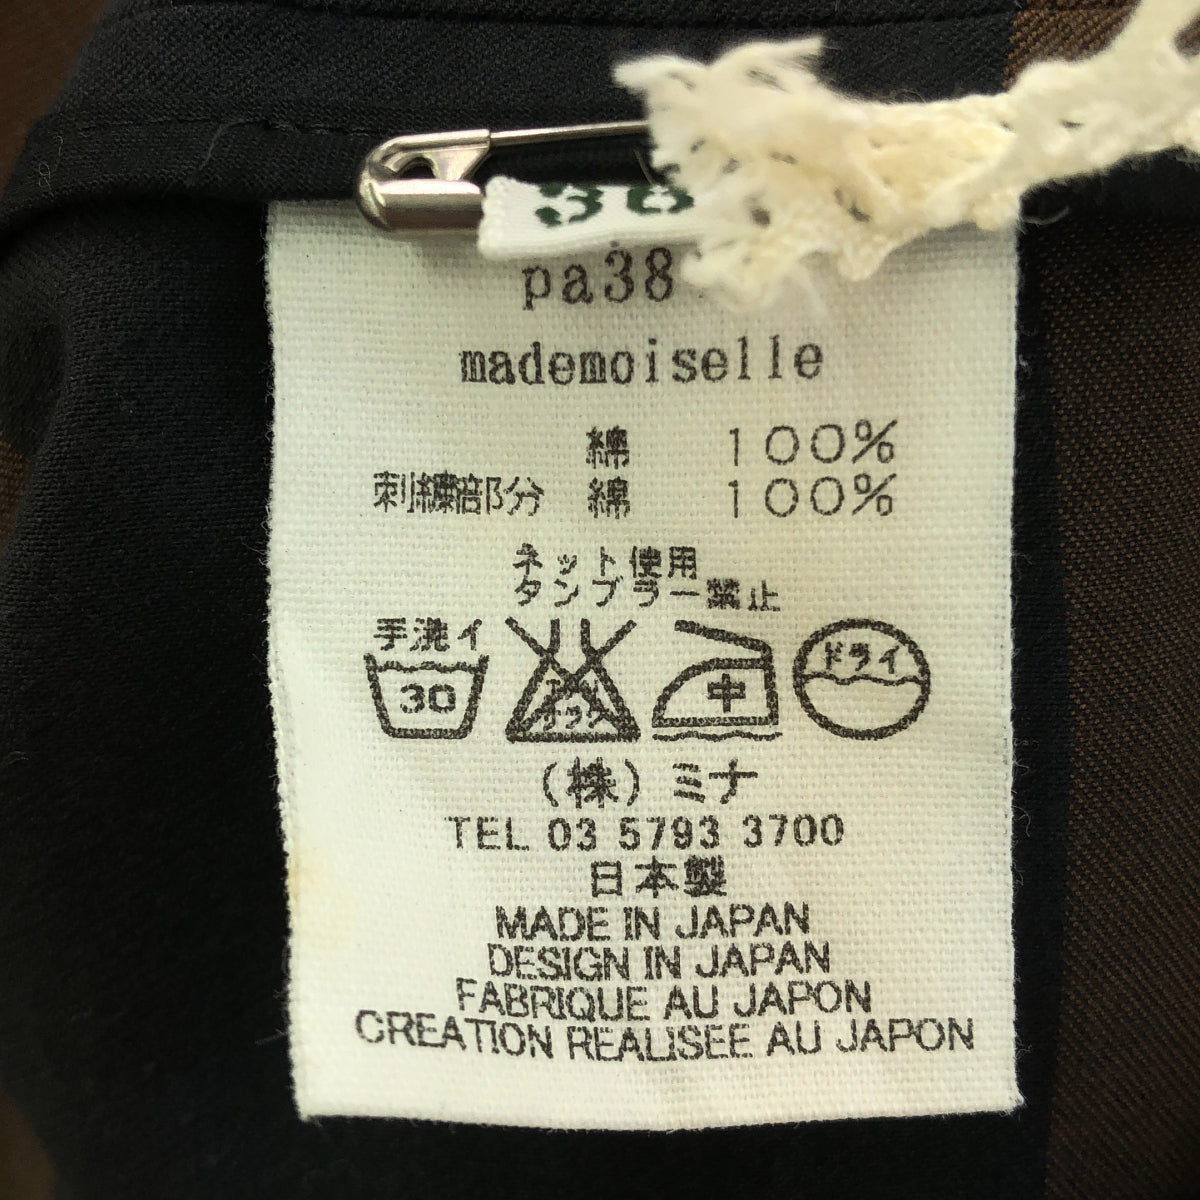 38
pa38
mademoiselle
綿 100%
刺繍部分 綿 100%
ネット使用
タンブラー禁止
手洗イ
30
中
ドライ
(株)ミナ
TEL 03 5793 3700
日本製
MADE IN JAPAN
DESIGN IN JAPAN
FABRIQUE AU JAPON
CREATION REALISEE AU JAPON